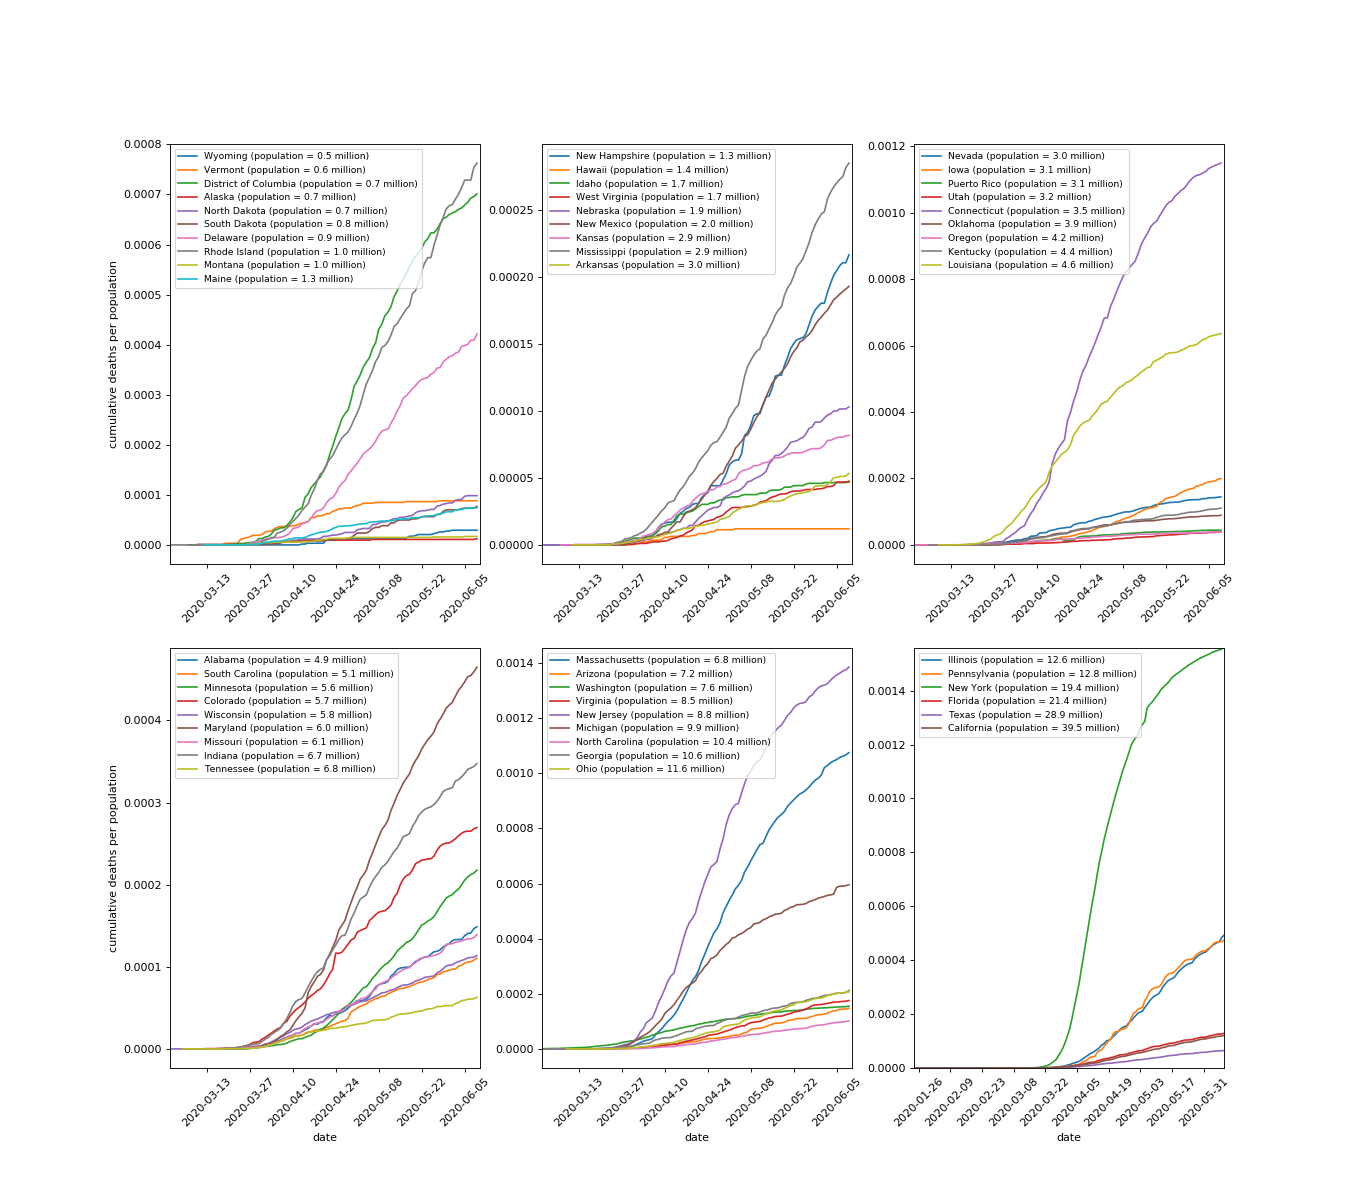 0.0008
0.0007
0.0006
0.0005
0.0004
0.0003
0.0002
0.0001
0.0000
cumulative deaths per population
Wyoming (population = 0.5 million)
Vermont (population = 0.6 million)
District of Columbia (population = 0.7 million)
Alaska (population = 0.7 million)
North Dakota (population = 0.7 million)
South Dakota (population = 0.8 million)
Delaware (population = 0.9 million)
Rhode Island (population = 1.0 million)
Montana (population = 1.0 million)
Maine (population = 1.3 million)
2020-03-13
2020-03-27
2020-04-10
2020-04-24
2020-05-08
2020-05-22
2020-06-05
0.00025
0.00020
0.00015
0.00010
0.00005
0.00000
New Hampshire (population = 1.3 million)
Hawaii (population = 1.4 million)
Idaho (population = 1.7 million)
West Virginia (population = 1.7 million)
Nebraska (population = 1.9 million)
New Mexico (population = 2.0 million)
Kansas (population = 2.9 million)
Mississippi (population = 2.9 million)
Arkansas (population = 3.0 million)
2020-03-13
2020-03-27
2020-04-10
2020-04-24
2020-05-08
2020-05-22
2020-06-05
0.0012
0.0010
0.0008
0.0006
0.0004
0.0002
0.0000
Nevada (population = 3.0 million)
Iowa (population = 3.1 million)
Puerto Rico (population = 3.1 million)
Utah (population = 3.2 million)
Connecticut (population = 3.5 million)
Oklahoma (population = 3.9 million)
Oregon (population = 4.2 million)
Kentucky (population = 4.4 million)
Louisiana (population = 4.6 million)
2020-03-13
2020-03-27
2020-04-10
2020-04-24
2020-05-08
2020-05-22
2020-06-05
0.0004
0.0003
0.0002
0.0001
0.0000
cumulative deaths per population
Alabama (population = 4.9 million)
South Carolina (population = 5.1 million)
Minnesota (population = 5.6 million)
Colorado (population = 5.7 million)
Wisconsin (population = 5.8 million)
Maryland (population = 6.0 million)
Missouri (population = 6.1 million)
Indiana (population = 6.7 million)
Tennessee (population = 6.8 million)
2020-03-13
2020-03-27
2020-04-10
2020-04-24
2020-05-08
2020-05-22
2020-06-05
date
0.0014
0.0012
0.0010
0.0008
0.0006
0.0004
0.0002
0.0000
Massachusetts (population = 6.8 million)
Arizona (population = 7.2 million)
Washington (population = 7.6 million)
Virginia (population = 8.5 million)
New Jersey (population = 8.8 million)
Michigan (population = 9.9 million)
North Carolina (population = 10.4 million)
Georgia (population = 10.6 million)
Ohio (population = 11.6 million)
2020-03-13
2020-03-27
2020-04-10
2020-04-24
2020-05-08
2020-05-22
2020-06-05
date
0.0014
0.0012
0.0010
0.0008
0.0006
0.0004
0.0002
0.0000
Illinois (population = 12.6 million)
Pennsylvania (population = 12.8 million)
New York (population = 19.4 million)
Florida (population = 21.4 million)
Texas (population = 28.9 million)
California (population = 39.5 million)
2020-01-26
2020-02-09
2020-02-23
2020-03-08
2020-03-22
2020-04-05
2020-04-19
2020-05-03
2020-05-17
2020-05-31
date